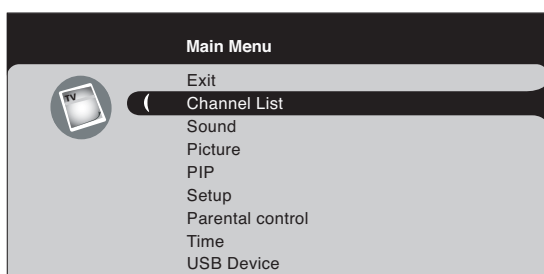 Main Menu
Exit
TV
Channel List
Sound
Picture
PIP
Setup
Parental control
Time
USB Device